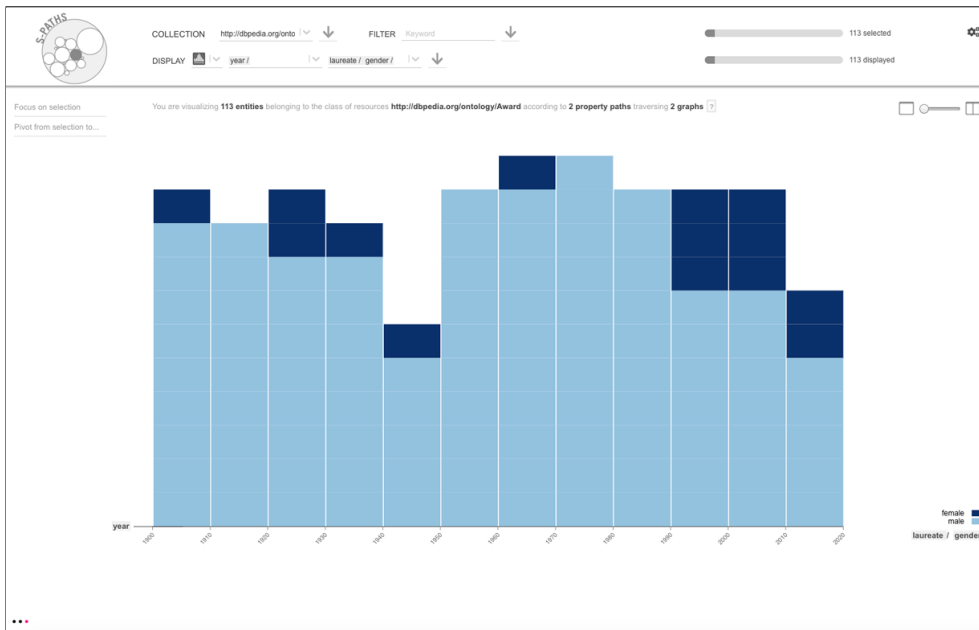 S-PATHS
COLLECTION http://dbpedia.org/onto FILTER Keyword 113 selected
DISPLAY year / laureate / gender / 113 displayed
Focus on selection
Pivot from selection to...
You are visualizing 113 entities belonging to the class of resources http://dbpedia.org/ontology/Award according to 2 property paths traversing 2 graphs ?
year
1900 1910 1920 1930 1940 1950 1960 1970 1980 1990 2000 2010 2020
female
male
laureate / gender